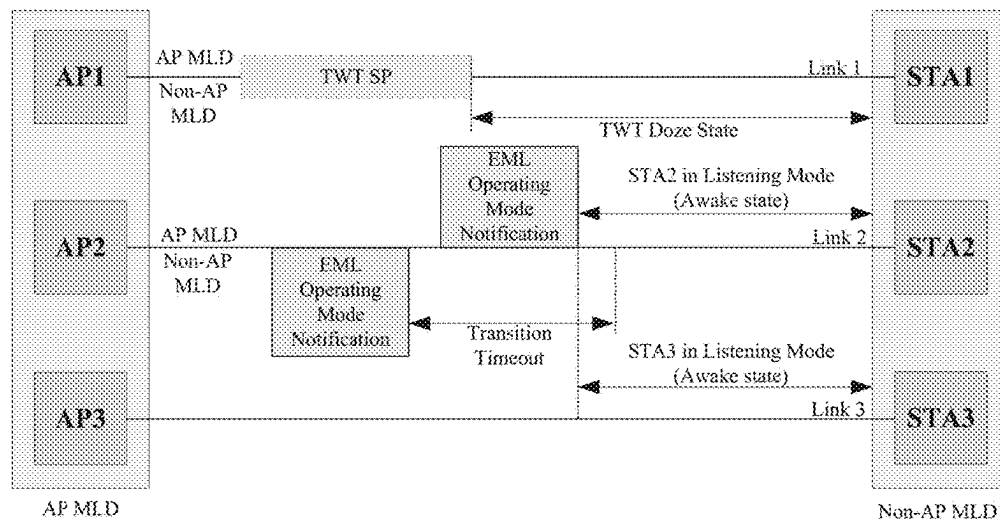 AP1
AP MLD
Non-AP
MLD
TWT SP
Link 1
STA1
TWT Doze State
EML
Operating
Mode
Notification
STA2 in Listening Mode
(Awake state)
AP2
AP MLD
Non-AP
MLD
Link 2
STA2
EML
Operating
Mode
Notification
Transition
Timeout
STA3 in Listening Mode
(Awake state)
AP3
Link 3
STA3
AP MLD
Non-AP MLD